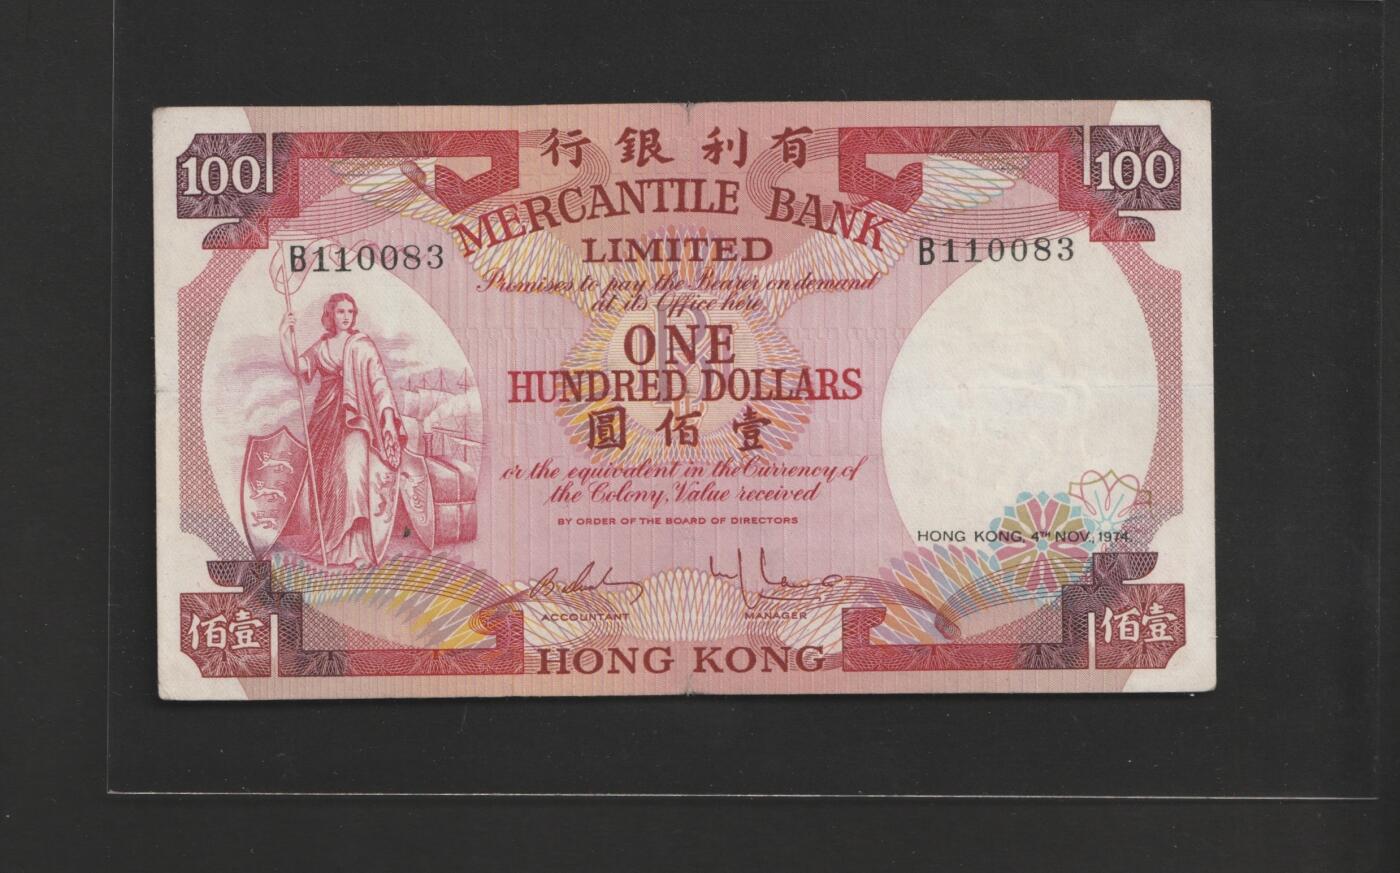 行銀利有
100 100
MERCANTILE BANK
LIMITED
B110083 B110083
Promises to pay the Bearer on demand
at its Office here
ONE
HUNDRED DOLLARS
圓佰壹
or the equivalent in the Currency of
the Colony, Value received
BY ORDER OF THE BOARD OF DIRECTORS
HONG KONG, 4TH NOV., 1974.
ACCOUNTANT MANAGER
佰壹 佰壹
HONG KONG